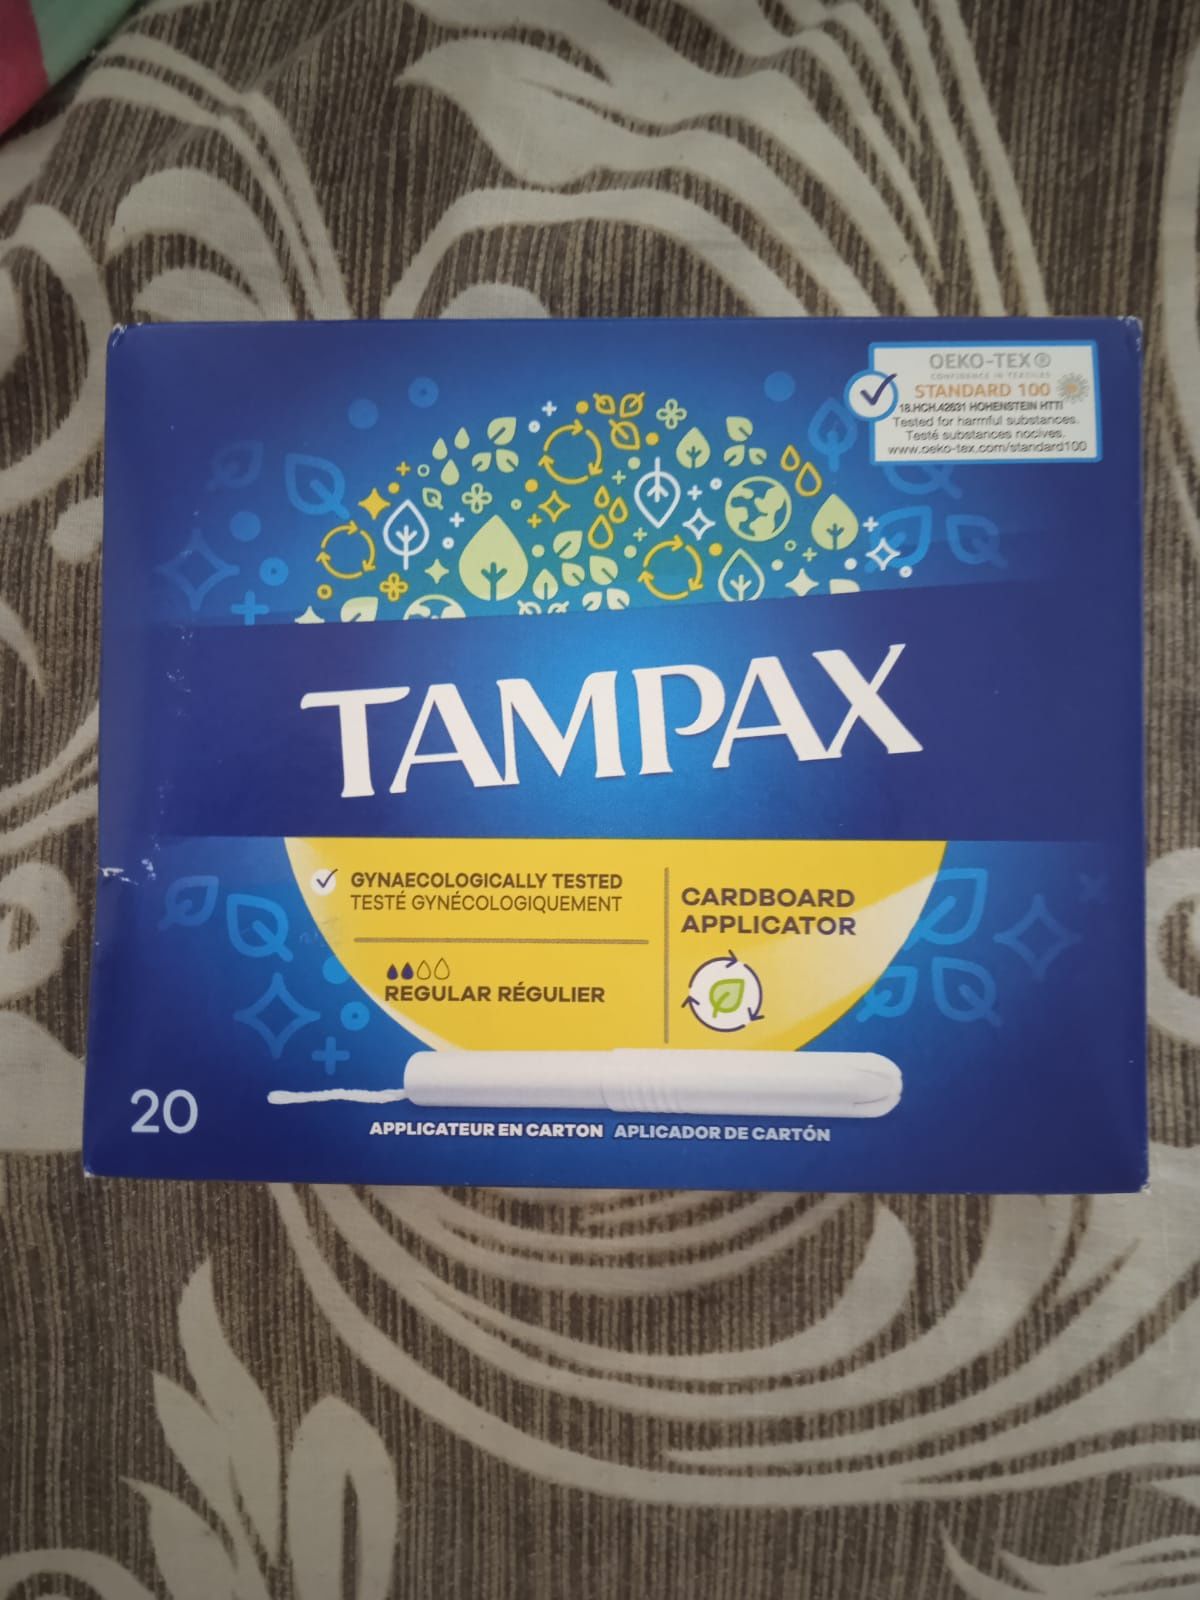 OEKO-TEX®
CONFIDENCE IN TEXTILES
STANDARD 100
18.HCH.42631 HOHENSTEIN HTTI
Tested for harmful substances.
Testé substances nocives.
www.oeko-tex.com/standard100
TAMPAX
GYNAECOLOGICALLY TESTED
TESTÉ GYNÉCOLOGIQUEMENT
CARDBOARD
APPLICATOR
REGULAR RÉGULIER
20
APPLICATEUR EN CARTON APLICADOR DE CARTÓN